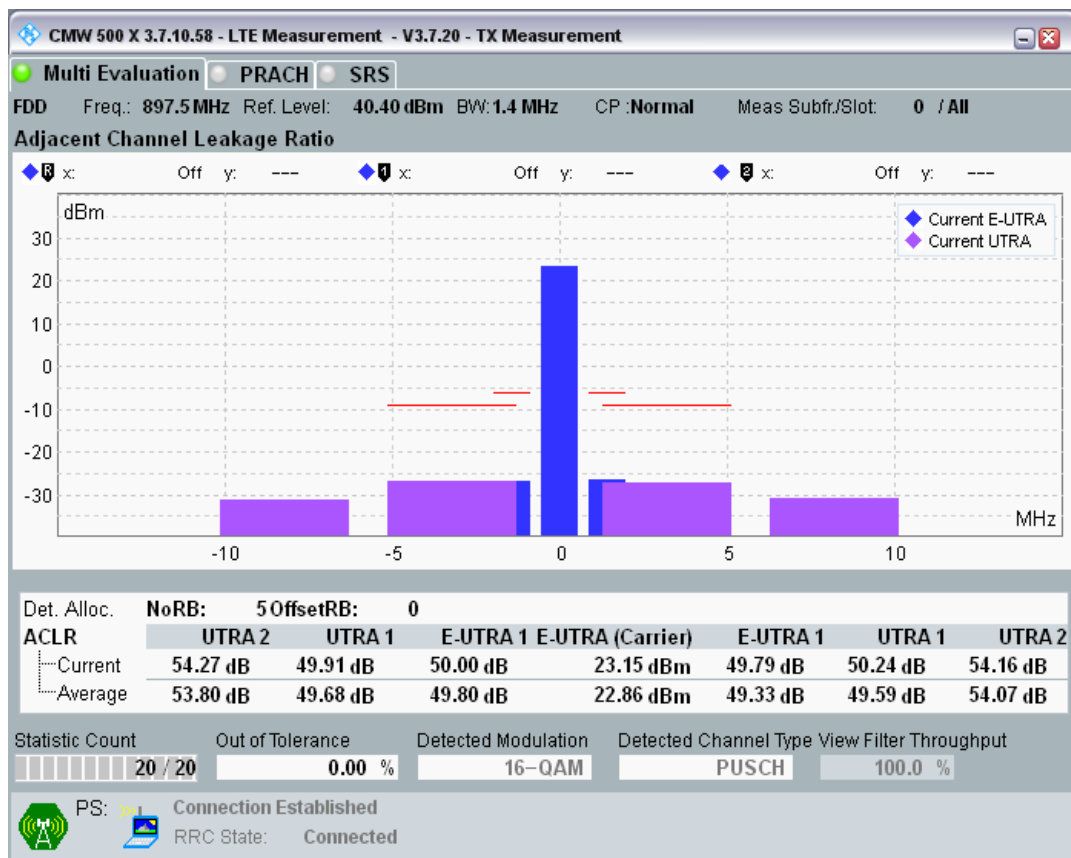 CMW 500 X 3.7.10.58 - LTE Measurement - V3.7.20 - TX Measurement
Multi Evaluation PRACH SRS
FDD Freq.: 897.5 MHz Ref. Level: 40.40 dBm BW: 1.4 MHz CP :Normal Meas Subfr./Slot: 0 / All
Adjacent Channel Leakage Ratio
R x: Off y: --- 1 x: Off y: --- 2 x: Off y: ---
dBm
Current E-UTRA
Current UTRA
30
20
10
0
-10
-20
-30
MHz
-10 -5 0 5 10
Det. Alloc. NoRB: 5 OffsetRB: 0
ACLR UTRA 2 UTRA 1 E-UTRA 1 E-UTRA (Carrier) E-UTRA 1 UTRA 1 UTRA 2
Current 54.27 dB 49.91 dB 50.00 dB 23.15 dBm 49.79 dB 50.24 dB 54.16 dB
Average 53.80 dB 49.68 dB 49.80 dB 22.86 dBm 49.33 dB 49.59 dB 54.07 dB
Statistic Count Out of Tolerance Detected Modulation Detected Channel Type View Filter Throughput
20 / 20 0.00 % 16-QAM PUSCH 100.0 %
PS: Connection Established
RRC State: Connected